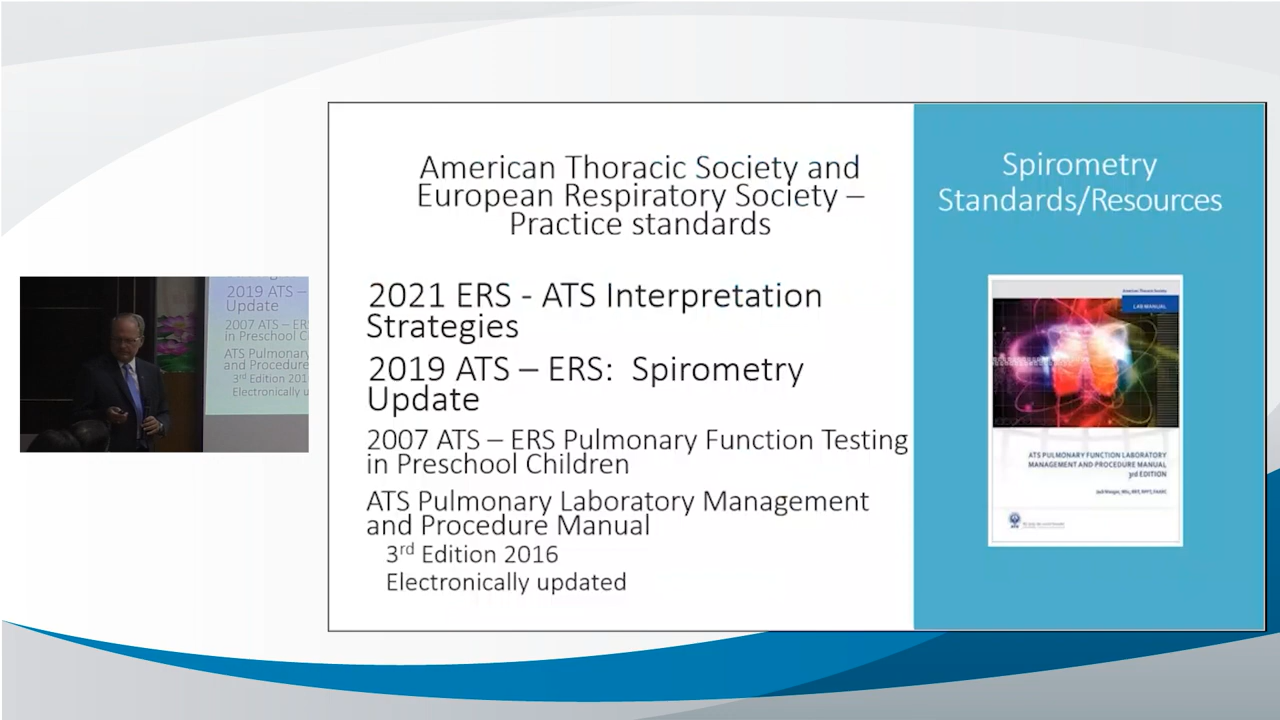 American Thoracic Society and
European Respiratory Society –
Practice standards
2021 ERS - ATS Interpretation
Strategies
2019 ATS – ERS:  Spirometry
Update
2007 ATS – ERS Pulmonary Function Testing
in Preschool Children
ATS Pulmonary Laboratory Management
and Procedure Manual
3rd Edition 2016
Electronically updated
Spirometry
Standards/Resources
American Thoracic Society
LAB MANUAL
ATS PULMONARY FUNCTION LABORATORY
MANAGEMENT AND PROCEDURE MANUAL
3rd EDITION
2019 ATS –
Update
2007 ATS – ER
in Preschool C
ATS Pulmonary
and Procedure
3rd Edition 201
Electronically u